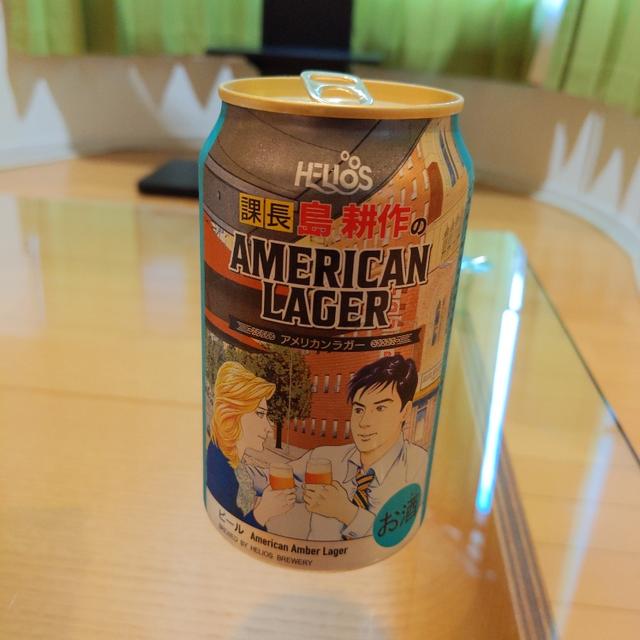 HELIOS
課長 島 耕作の
AMERICAN
LAGER
アメリカンラガー
お酒
ビール American Amber Lager
BREWED BY HELIOS BREWERY